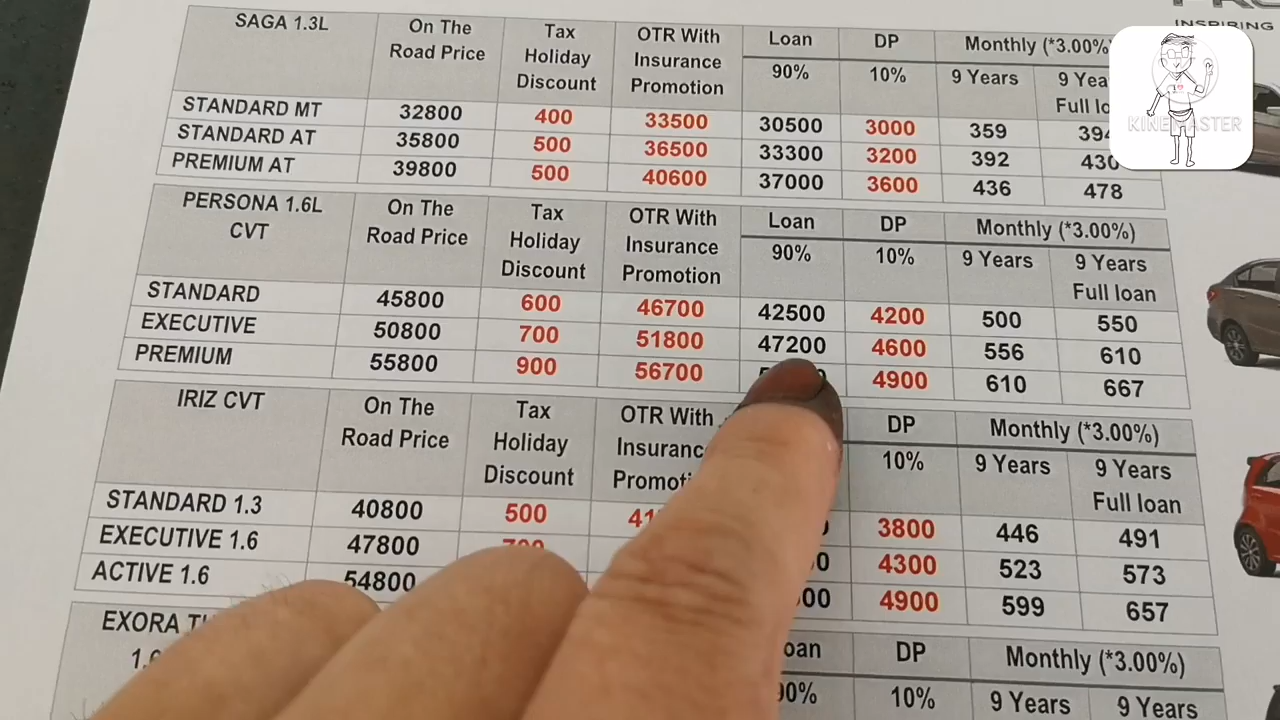 INSPIRING
SAGA 1.3L On The Road Price Tax Holiday Discount OTR With Insurance Promotion Loan 90% DP 10% Monthly (*3.00% 9 Years 9 Yea Full lo
STANDARD MT 32800 400 33500 30500 3000 359 394
STANDARD AT 35800 500 36500 33300 3200 392 430
PREMIUM AT 39800 500 40600 37000 3600 436 478
PERSONA 1.6L CVT On The Road Price Tax Holiday Discount OTR With Insurance Promotion Loan 90% DP 10% Monthly (*3.00%) 9 Years 9 Years Full loan
STANDARD 45800 600 46700 42500 4200 500 550
EXECUTIVE 50800 700 51800 47200 4600 556 610
PREMIUM 55800 900 56700 4900 610 667
IRIZ CVT On The Road Price Tax Holiday Discount OTR With Insuranc Promoti DP 10% Monthly (*3.00%) 9 Years 9 Years Full loan
STANDARD 1.3 40800 500 3800 446 491
EXECUTIVE 1.6 47800 4300 523 573
ACTIVE 1.6 54800 4900 599 657
EXORA DP 10% Monthly (*3.00%) 9 Years 9 Years
KINEMASTER